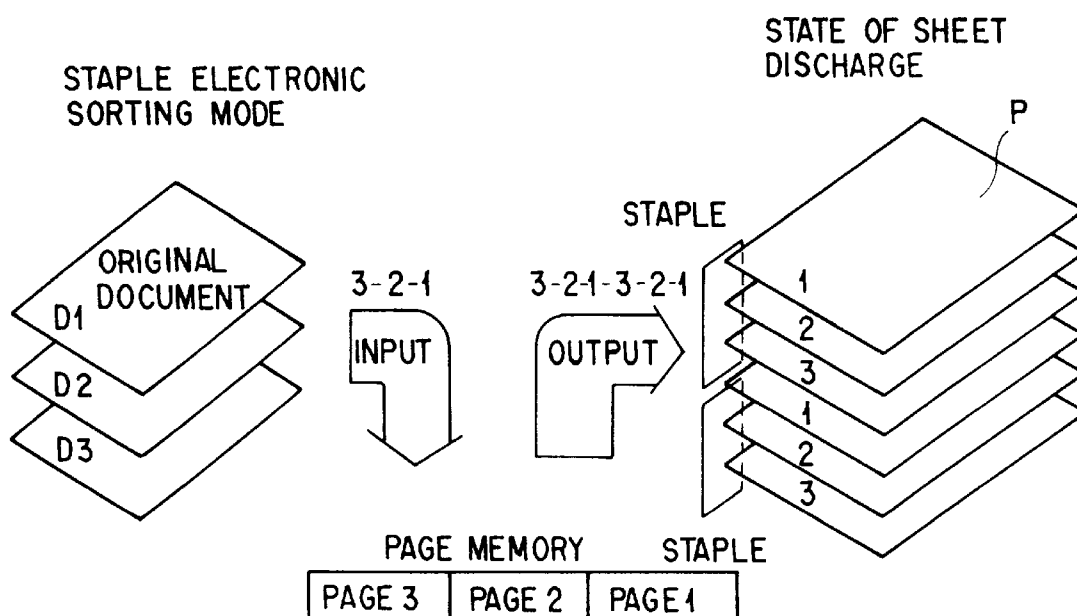 STAPLE ELECTRONIC
SORTING MODE
STATE OF SHEET
DISCHARGE
P
ORIGINAL
DOCUMENT
D1
D2
D3
3-2-1
INPUT
3-2-1-3-2-1
OUTPUT
STAPLE
1
2
3
1
2
3
STAPLE
PAGE MEMORY
PAGE 3
PAGE 2
PAGE 1